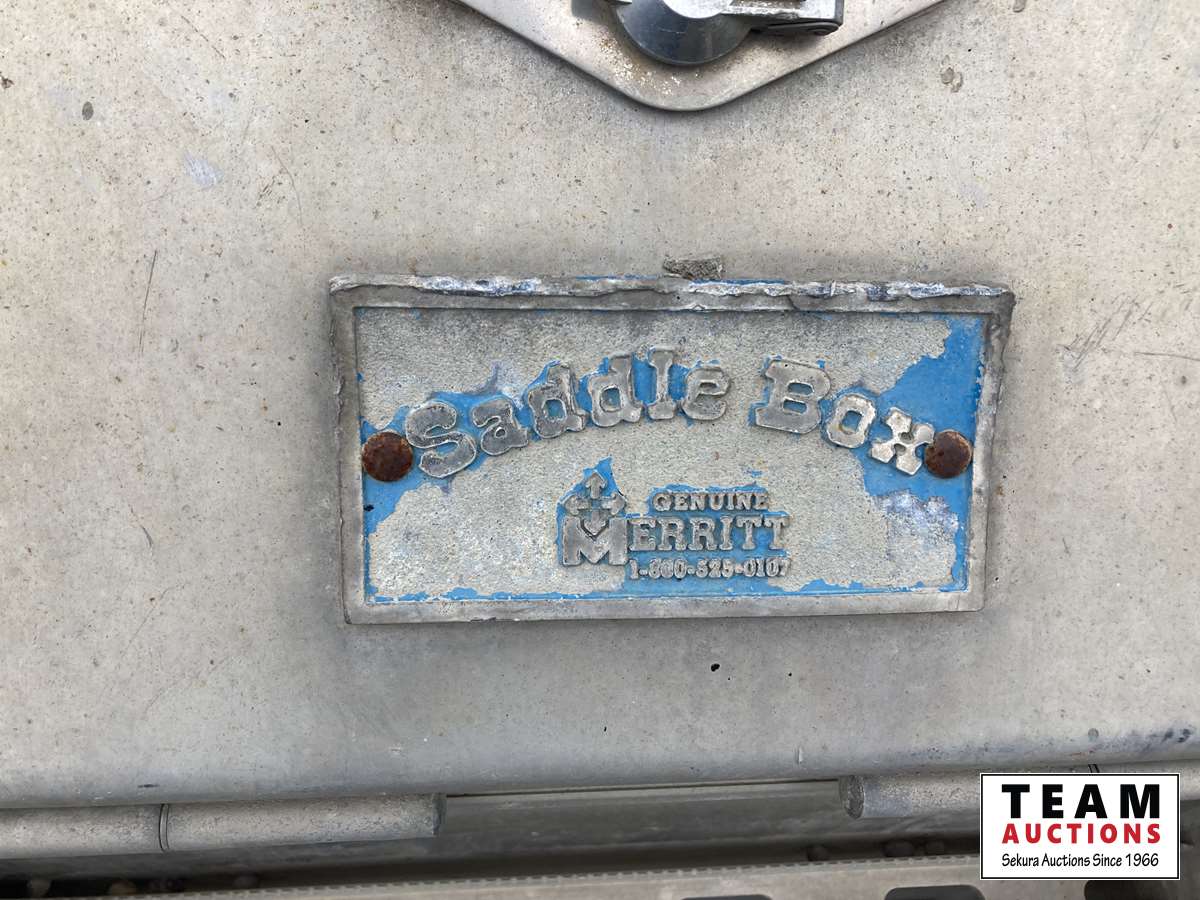 Saddle Box
GENUINE
MERRITT
1-800-525-0107
TEAM
AUCTIONS
Sekura Auctions Since 1966